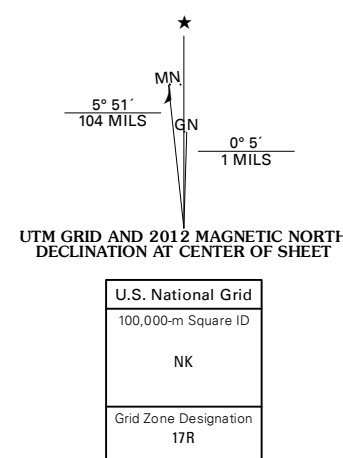 ★
MN
5° 51´
104 MILS
GN
0° 5´
1 MILS
UTM GRID AND 2012 MAGNETIC NORTH
DECLINATION AT CENTER OF SHEET
U.S. National Grid
100,000-m Square ID
NK
Grid Zone Designation
17R